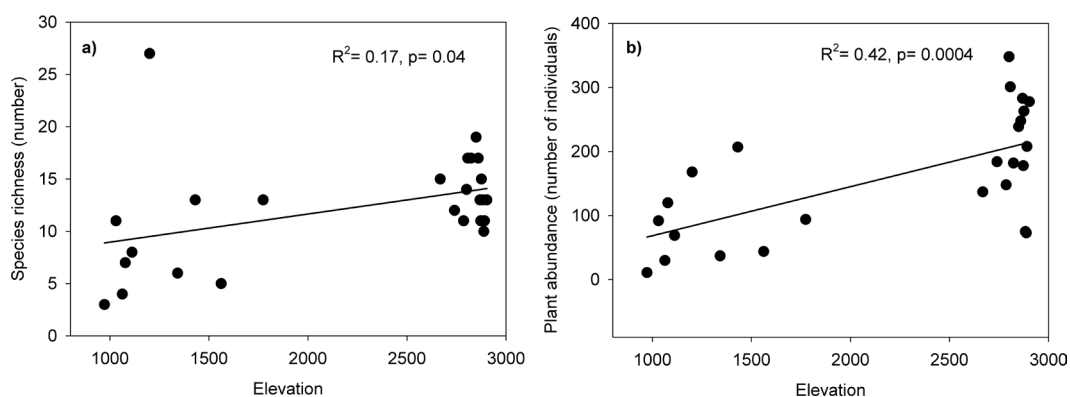 a)
R²= 0.17, p= 0.04
Species richness (number)
30
25
20
15
10
5
0
1000 1500 2000 2500 3000
Elevation
b)
R²= 0.42, p= 0.0004
Plant abundance (number of individuals)
400
300
200
100
0
1000 1500 2000 2500 3000
Elevation